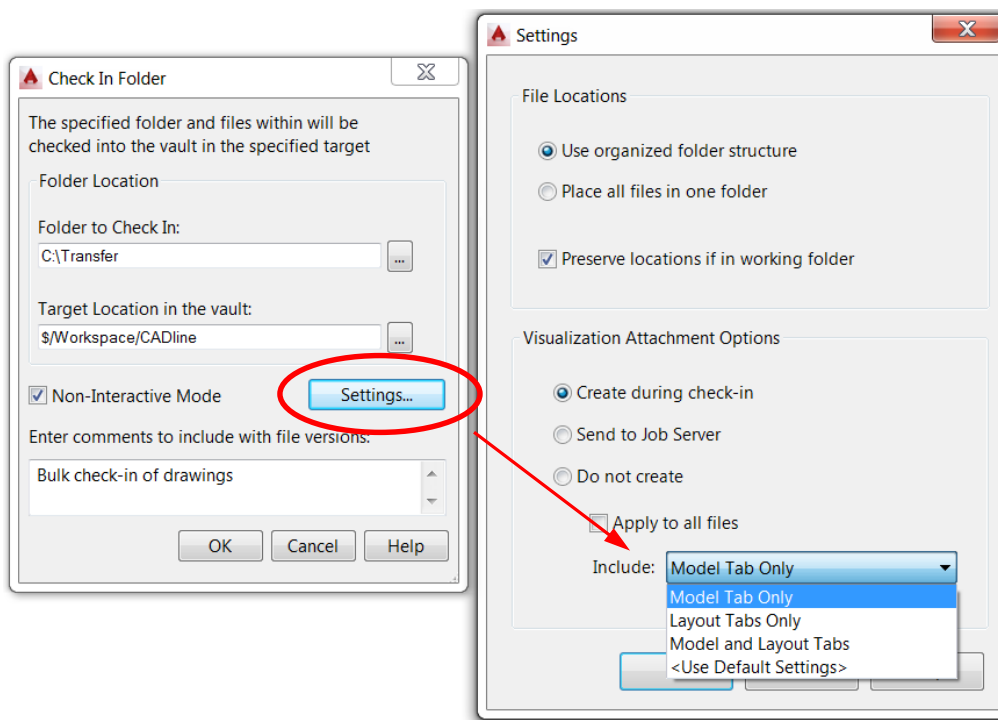 Check In Folder
The specified folder and files within will be
checked into the vault in the specified target
Folder Location
Folder to Check In:
C:\Transfer
...
Target Location in the vault:
$/Workspace/CADline
...
Non-Interactive Mode
Settings...
Enter comments to include with file versions:
Bulk check-in of drawings
OK
Cancel
Help
Settings
File Locations
Use organized folder structure
Place all files in one folder
Preserve locations if in working folder
Visualization Attachment Options
Create during check-in
Send to Job Server
Do not create
Apply to all files
Include:
Model Tab Only
Model Tab Only
Layout Tabs Only
Model and Layout Tabs
<Use Default Settings>